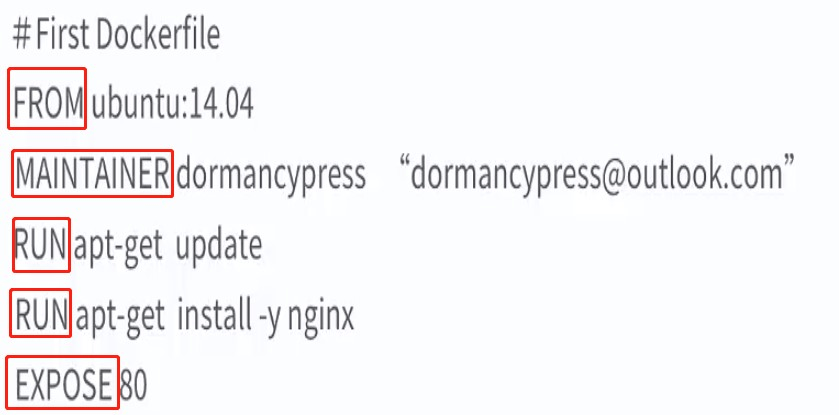 # First Dockerfile
FROM ubuntu:14.04
MAINTAINER dormancypress “dormancypress@outlook.com”
RUN apt-get update
RUN apt-get install -y nginx
EXPOSE 80